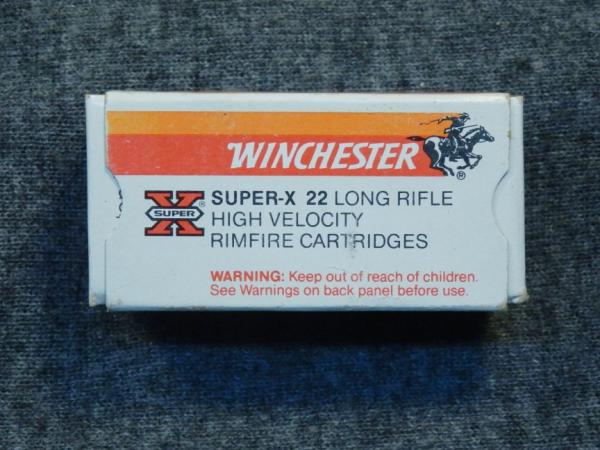 WINCHESTER
®
X SUPER ®
SUPER-X 22 LONG RIFLE
HIGH VELOCITY
RIMFIRE CARTRIDGES
WARNING: Keep out of reach of children.
See Warnings on back panel before use.